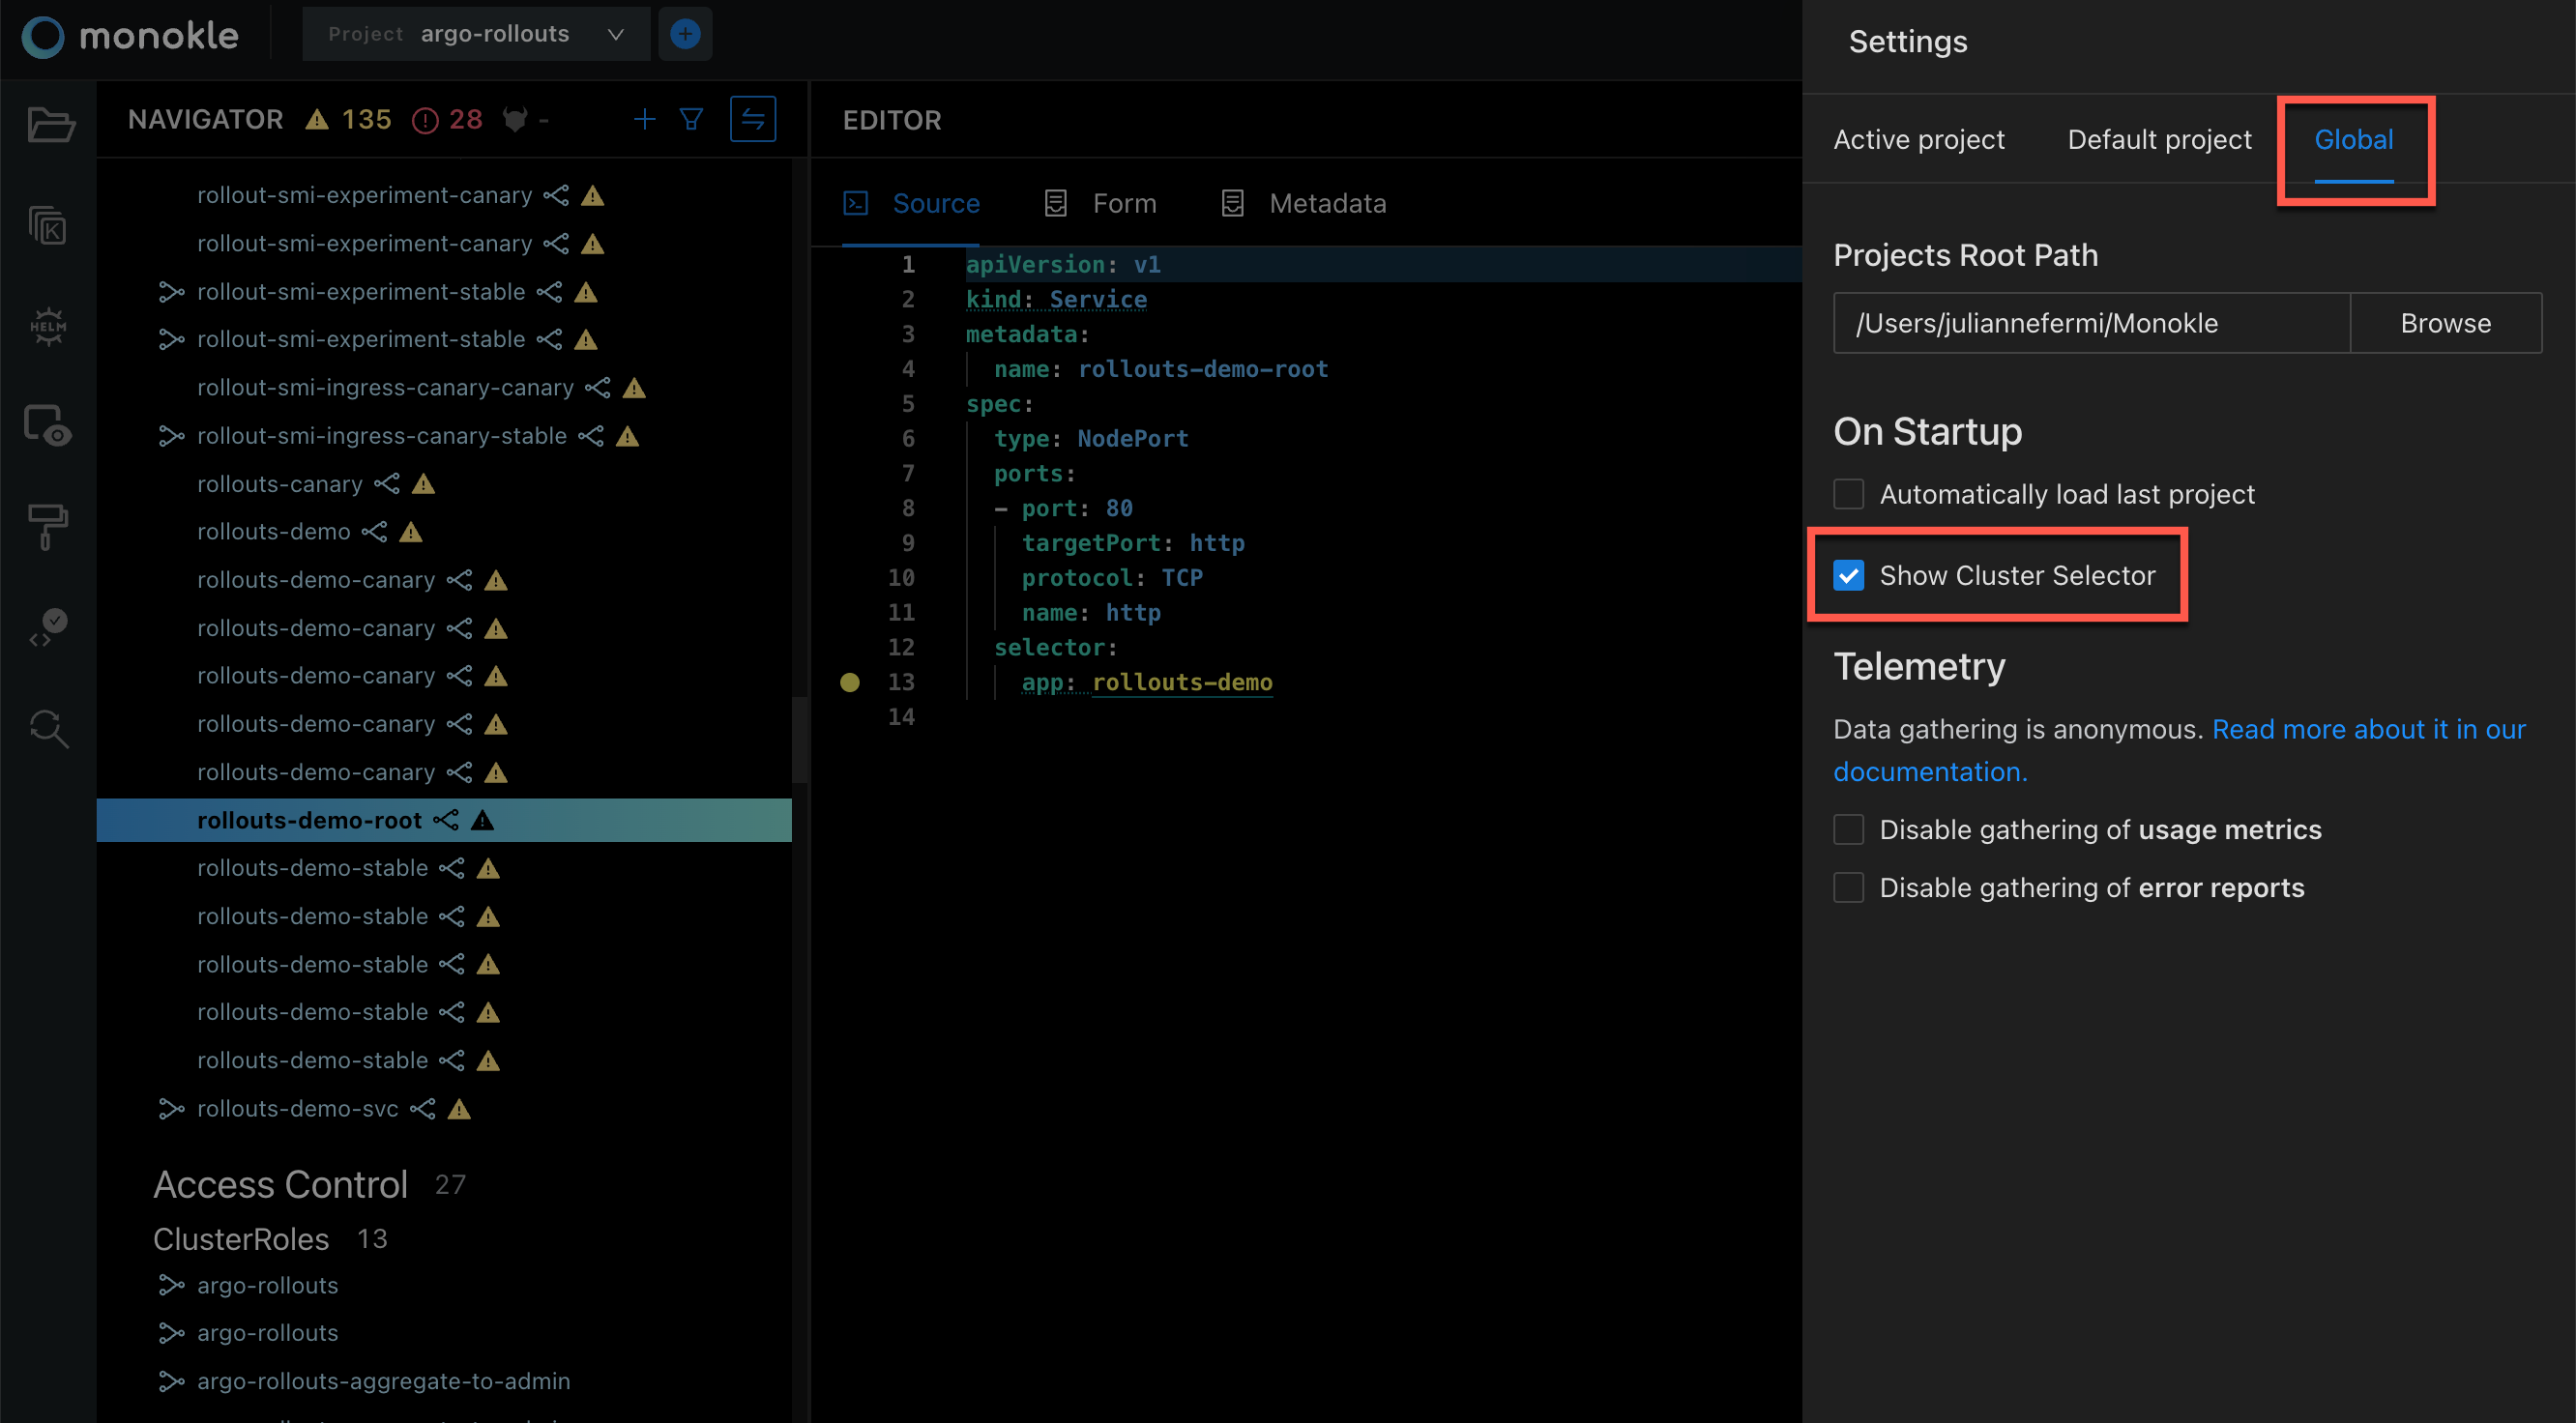 monokle
Project argo-rollouts
NAVIGATOR 135 28 -
rollout-smi-experiment-canary
rollout-smi-experiment-canary
rollout-smi-experiment-stable
rollout-smi-experiment-stable
rollout-smi-ingress-canary-canary
rollout-smi-ingress-canary-stable
rollouts-canary
rollouts-demo
rollouts-demo-canary
rollouts-demo-canary
rollouts-demo-canary
rollouts-demo-canary
rollouts-demo-canary
rollouts-demo-root
rollouts-demo-stable
rollouts-demo-stable
rollouts-demo-stable
rollouts-demo-stable
rollouts-demo-stable
rollouts-demo-svc
Access Control 27
ClusterRoles 13
argo-rollouts
argo-rollouts
argo-rollouts-aggregate-to-admin
K
HELM
EDITOR
Source Form Metadata
1 apiVersion: v1
2 kind: Service
3 metadata:
4 name: rollouts-demo-root
5 spec:
6 type: NodePort
7 ports:
8 - port: 80
9 targetPort: http
10 protocol: TCP
11 name: http
12 selector:
13 app: rollouts-demo
14
Settings
Active project Default project Global
Projects Root Path
/Users/juliannefermi/Monokle Browse
On Startup
Automatically load last project
Show Cluster Selector
Telemetry
Data gathering is anonymous. Read more about it in our
documentation.
Disable gathering of usage metrics
Disable gathering of error reports